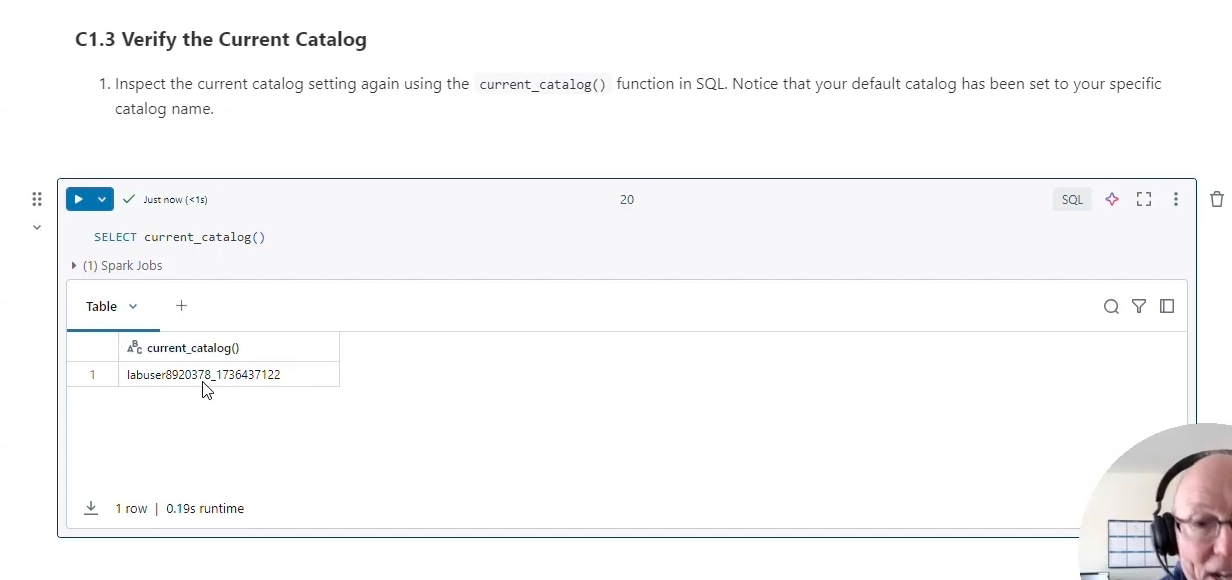 C1.3 Verify the Current Catalog
1. Inspect the current catalog setting again using the current_catalog() function in SQL. Notice that your default catalog has been set to your specific
catalog name.
Just now (<1s)
20
SQL
SELECT current_catalog()
(1) Spark Jobs
Table
ABC current_catalog()
1 labuser8920378_1736437122
1 row | 0.19s runtime